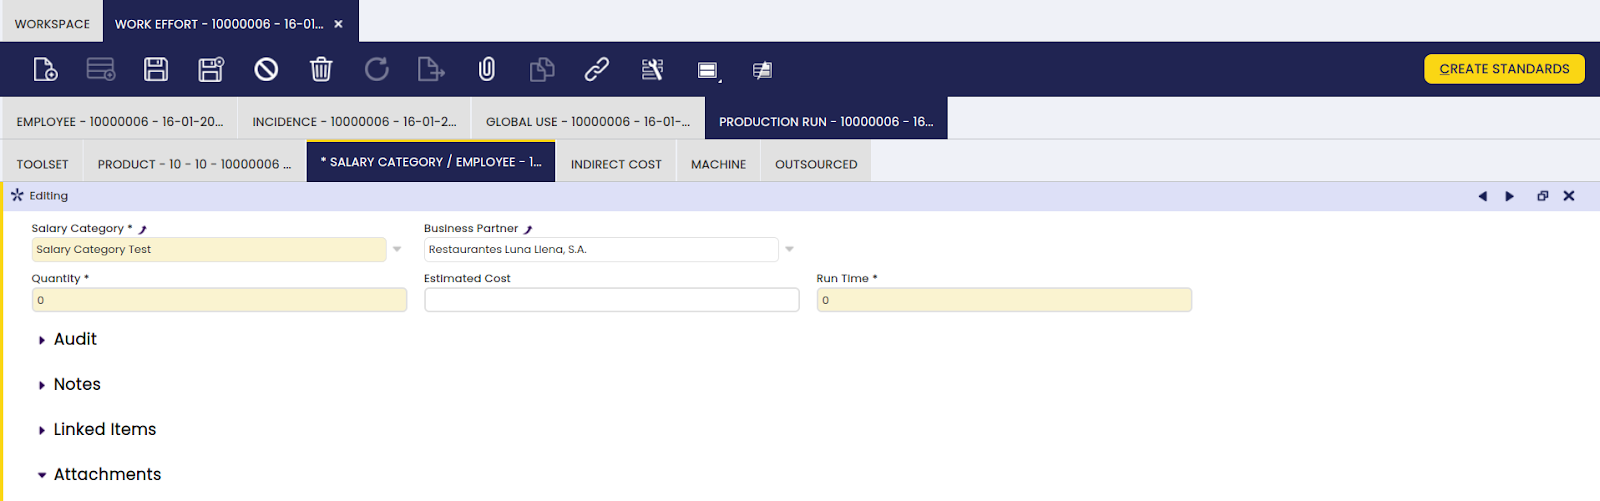 WORKSPACE
WORK EFFORT - 10000006 - 16-01...
CREATE STANDARDS
EMPLOYEE - 10000006 - 16-01-20...
INCIDENCE - 10000006 - 16-01-2...
GLOBAL USE - 10000006 - 16-01-...
PRODUCTION RUN - 10000006 - 16...
TOOLSET
PRODUCT - 10 - 10 - 10000006 ...
* SALARY CATEGORY / EMPLOYEE - 1...
INDIRECT COST
MACHINE
OUTSOURCED
Editing
Salary Category *
Business Partner
Salary Category Test
Restaurantes Luna Llena, S.A.
Quantity *
Estimated Cost
Run Time *
0
0
Audit
Notes
Linked Items
Attachments